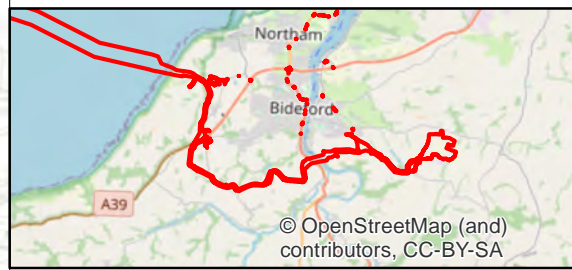 Northam
Bideford
A39
© OpenStreetMap (and)
contributors, CC-BY-SA